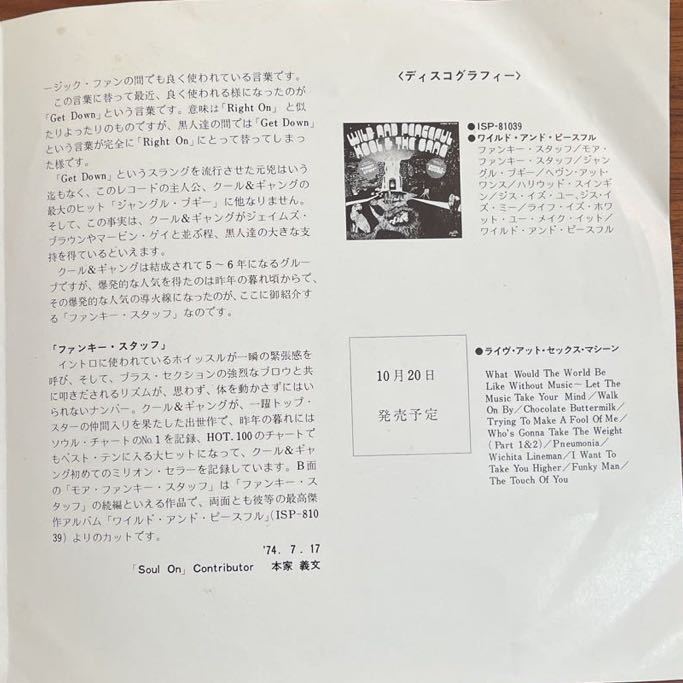 ージック・ファンの間でも良く使われている言葉です。
この言葉に替って最近、良く使われる様になったのが
「Get Down」という言葉です。意味は「Right On」と似
たりよったりのものですが、黒人達の間では「Get Down」
という言葉が完全に「Right On」にとって替ってしまっ
た様です。
「Get Down」というスラングを流行させた元兇はいう
迄もなく、このレコードの主人公、クール&ギャングの
最大のヒット「ジャングル・ブギー」に他なりません。
そして、この事実は、クール&ギャングがジェイムズ・
ブラウンやマービン・ゲイと並ぶ程、黒人達の大きな支
持を得ているといえます。
クール&ギャングは結成されて5〜6年になるグルー
プですが、爆発的な人気を得たのは昨年の暮れ頃からで、
その爆発的な人気の導火線になったのが、ここに御紹介す
る「ファンキー・スタッフ」なのです。
「ファンキー・スタッフ」
イントロに使われているホイッスルが一瞬の緊張感を
呼び、そして、ブラス・セクションの強烈なブロウと共
に叩きだされるリズムが、思わず、体を動かさずにはい
られないナンバー。クール&ギャングが、一躍トップ・
スターの仲間入りを果たした出世作で、昨年の暮れには
ソウル・チャートのNo.1を記録、HOT.100のチャートで
もベスト・テンに入る大ヒットになって、クール&ギャ
ング初めてのミリオン・セラーを記録しています。B面
の「モア・ファンキー・スタッフ」は「ファンキー・ス
タッフ」の続編といえる作品で、両面とも彼等の最高傑
作アルバム「ワイルド・アンド・ピースフル」(ISP-810
39)よりのカットです。
'74. 7. 17
「Soul On」Contributor 本家 義文
〈ディスコグラフィー〉
WILD AND PEACEFUL
KOOL & THE GANG
●ISP-81039
●ワイルド・アンド・ピースフル
ファンキー・スタッフ/モア・
ファンキー・スタッフ/ジャン
グル・ブギー/ヘヴン・アット・
ワンス/ハリウッド・スインギ
ン/ジス・イズ・ユー、ジス・イ
ズ・ミー/ライフ・イズ・ホワ
ット・ユー・メイク・イット/
ワイルド・アンド・ピースフル
10月20日
発売予定
●ライヴ・アット・セックス・マシーン
What Would The World Be
Like Without Music〜Let The
Music Take Your Mind/Walk
On By/Chocolate Buttermilk/
Trying To Make A Fool Of Me/
Who's Gonna Take The Weight
(Part 1&2)/Pneumonia/
Wichita Lineman/I Want To
Take You Higher/Funky Man/
The Touch Of You